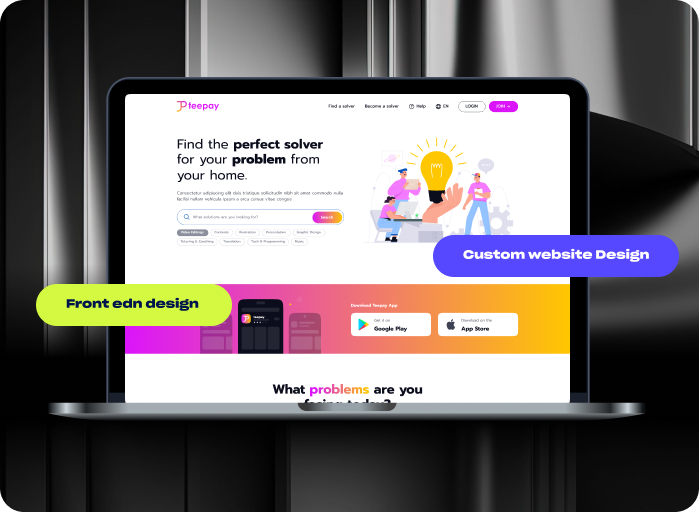 teepay
Find a solver
Become a solver
Help
EN
LOGIN
JOIN →
Find the perfect solver
for your problem from
your home.
Consectetur adipiscing elit duis tristique sollicitudin nibh sit amet commodo nulla
facilisi nullam vehicula ipsum a arcu cursus vitae congue
What solutions are you looking for?
Search
Video Editings
Illustration
Graphic Design
Tutoring & Coaching
Translation
Tech & Programming
Music
Custom website Design
Front edn design
teepay
Download Teepay App
Get it on
Google Play
Download on the
App Store
What problems are you
facing today?